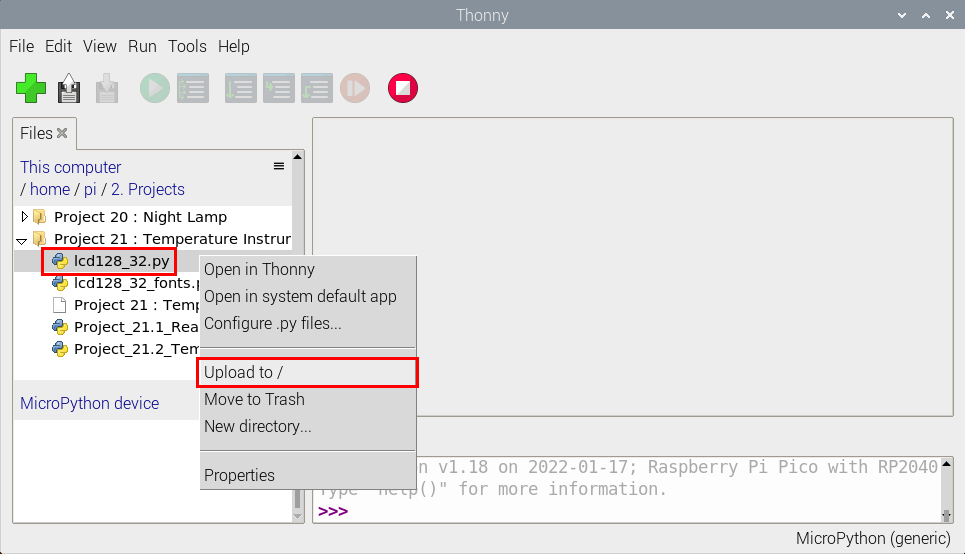 Thonny
File Edit View Run Tools Help
Files
This computer
/ home / pi / 2. Projects
Project 20 : Night Lamp
Project 21 : Temperature Instrur
lcd128_32.py
lcd128_32_fonts.p
Project 21 : Temp
Project_21.1_Rea
Project_21.2_Tem
MicroPython device
Open in Thonny
Open in system default app
Configure .py files...
Upload to /
Move to Trash
New directory...
Properties
n v1.18 on 2022-01-17; Raspberry Pi Pico with RP2040
Type "help()" for more information.
>>>
MicroPython (generic)